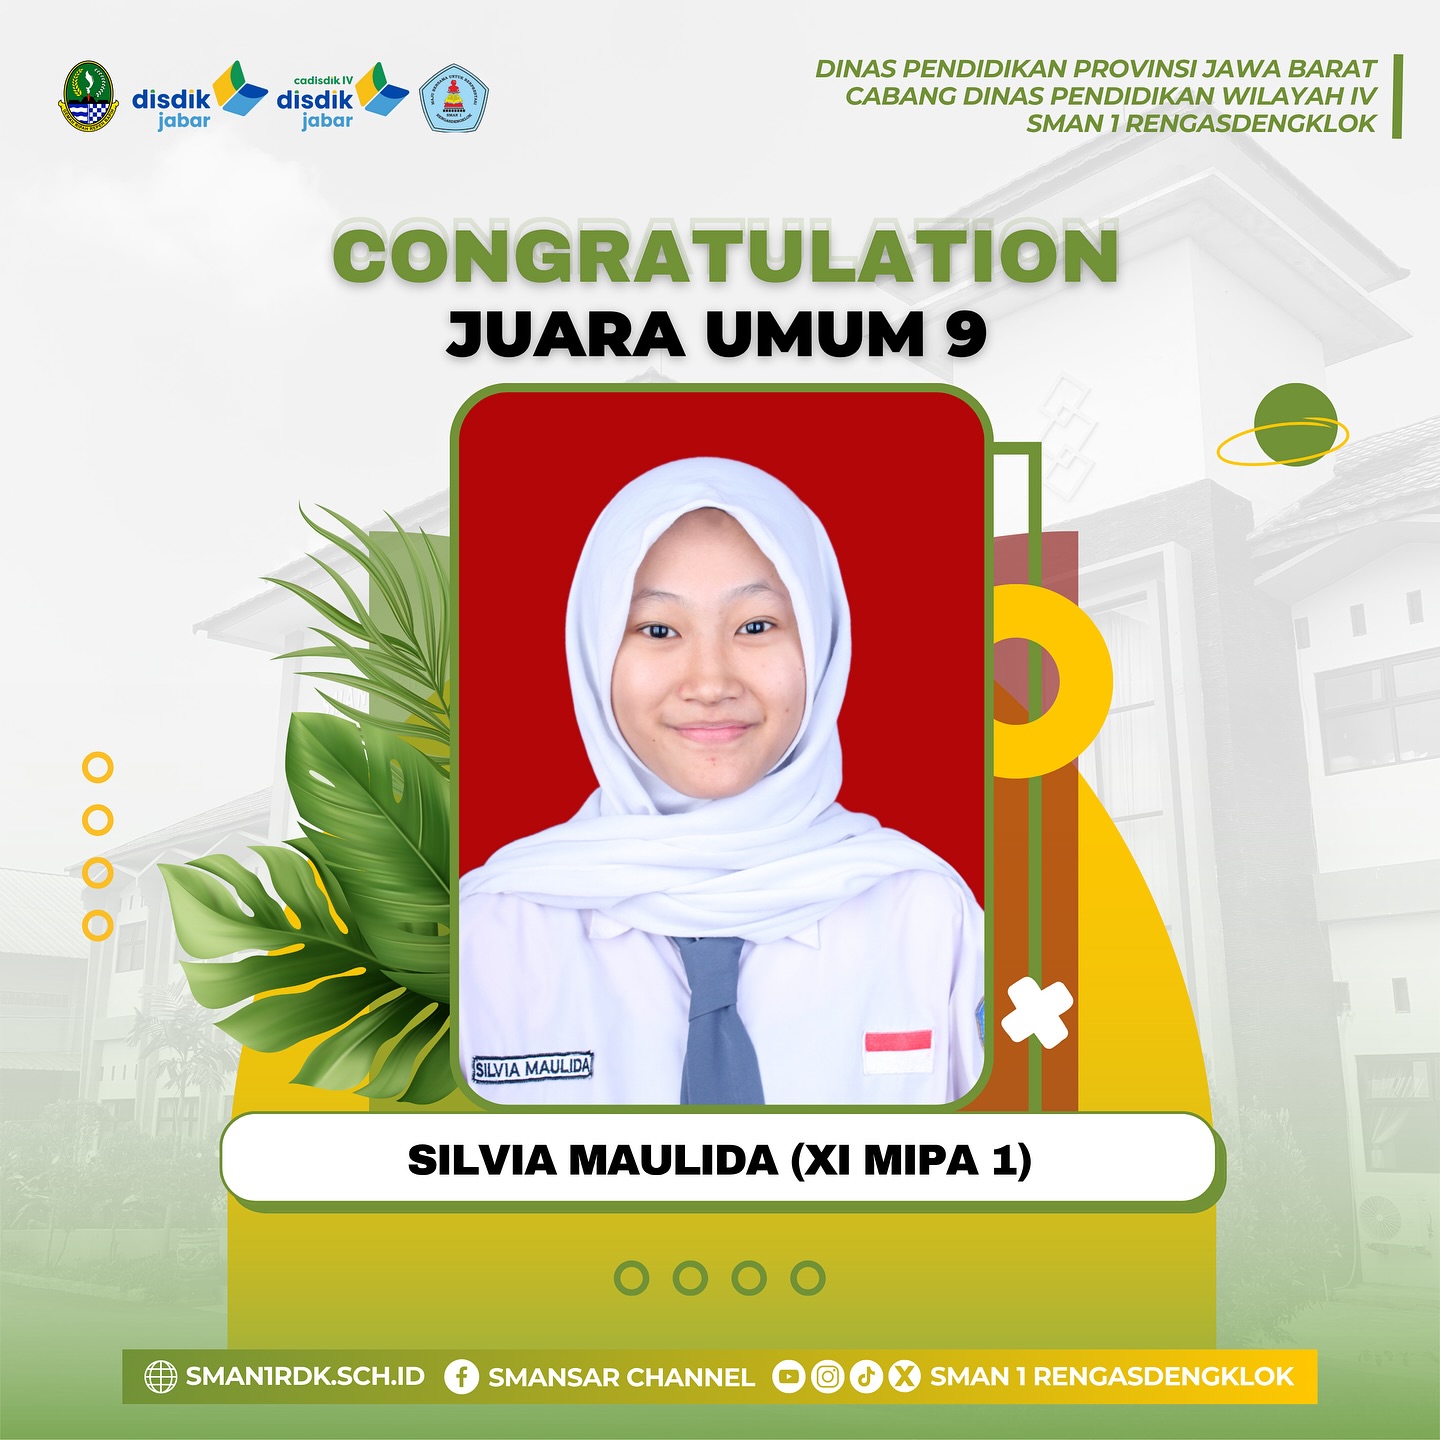 disdik
jabar
cadisdik IV
disdik
jabar
DINAS PENDIDIKAN PROVINSI JAWA BARAT
CABANG DINAS PENDIDIKAN WILAYAH IV
SMAN 1 RENGASDENGKLOK
CONGRATULATION
JUARA UMUM 9
SILVIA MAULIDA
SILVIA MAULIDA (XI MIPA 1)
SMAN1RDK.SCH.ID
SMANSAR CHANNEL
SMAN 1 RENGASDENGKLOK